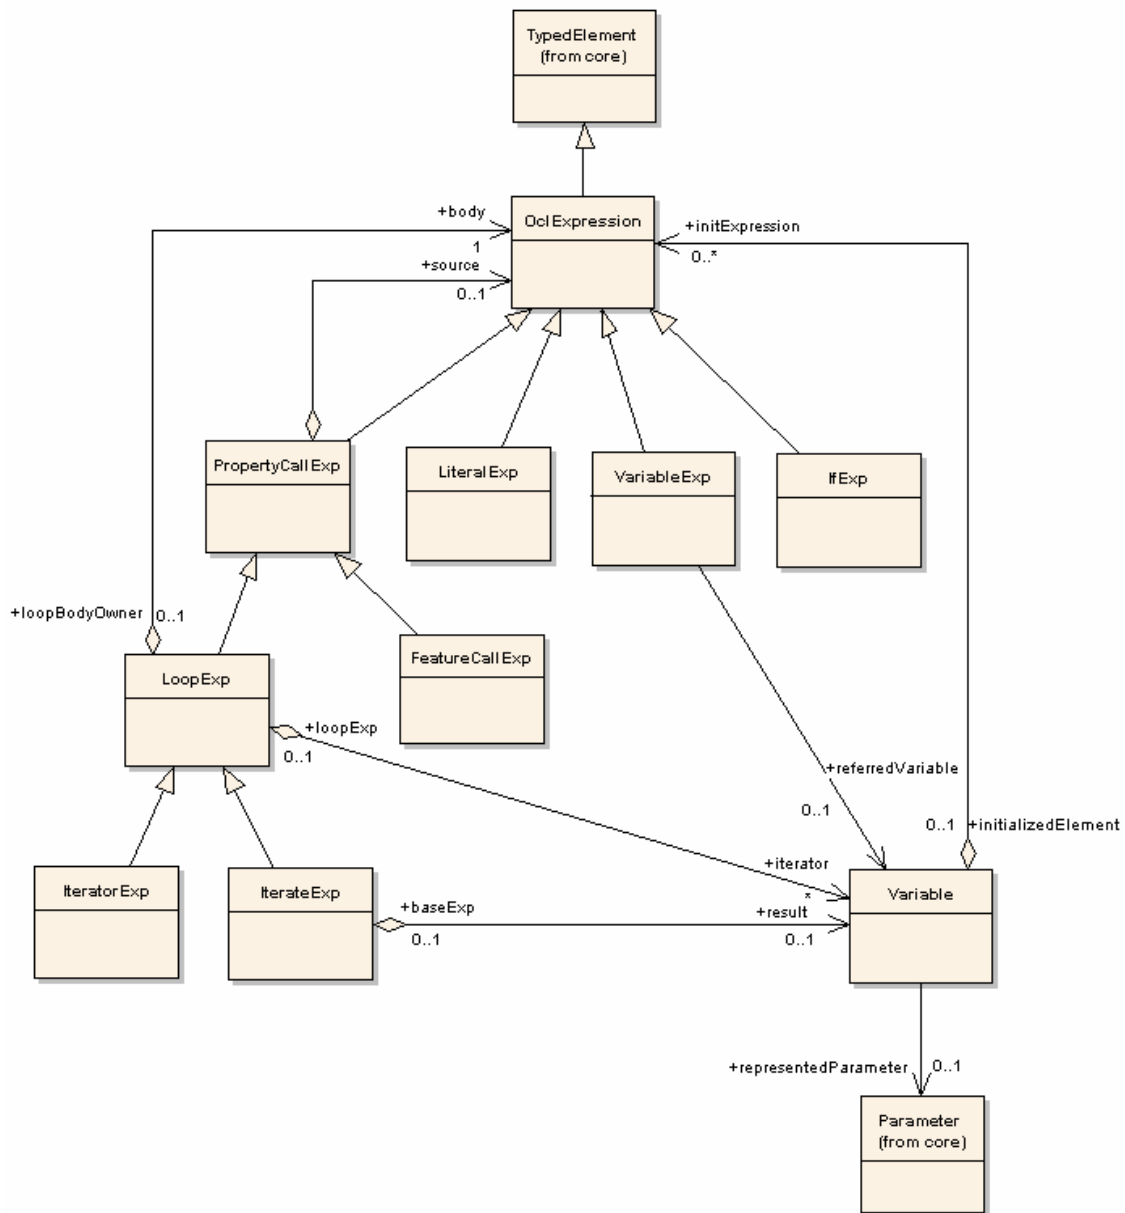 TypedElement
(from core)
+body
OclExpression
+initExpression
1
0..*
+source
0..1
PropertyCallExp
LiteralExp
VariableExp
IfExp
+loopBodyOwner
0..1
FeatureCallExp
LoopExp
+loopExp
0..1
+referredVariable
0..1
0..1
+initializedElement
+iterator
*
IteratorExp
IterateExp
Variable
+baseExp
+result
0..1
0..1
+representedParameter
0..1
Parameter
(from core)